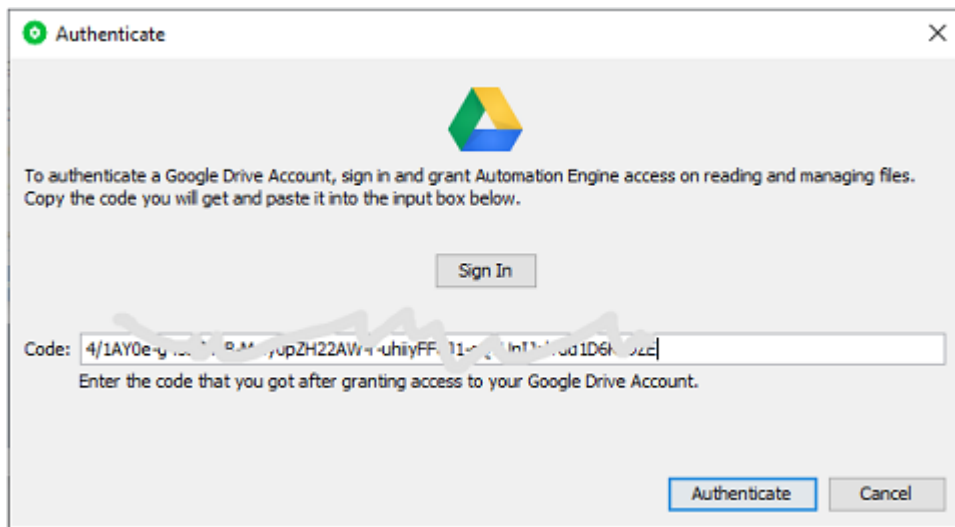 Authenticate
To authenticate a Google Drive Account, sign in and grant Automation Engine access on reading and managing files.
Copy the code you will get and paste it into the input box below.
Sign In
Code:
Enter the code that you got after granting access to your Google Drive Account.
Authenticate Cancel